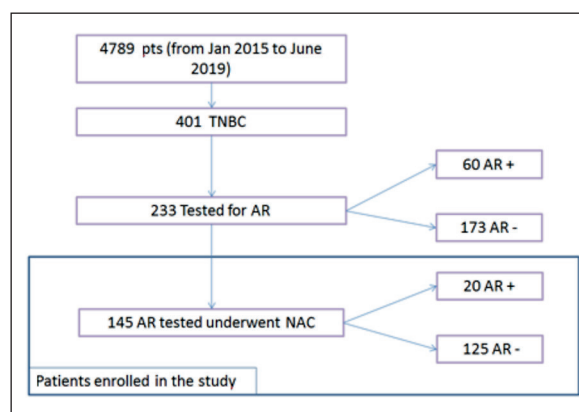 4789 pts (from Jan 2015 to June
2019)
401 TNBC
60 AR +
233 Tested for AR
173 AR -
20 AR +
145 AR tested underwent NAC
125 AR -
Patients enrolled in the study